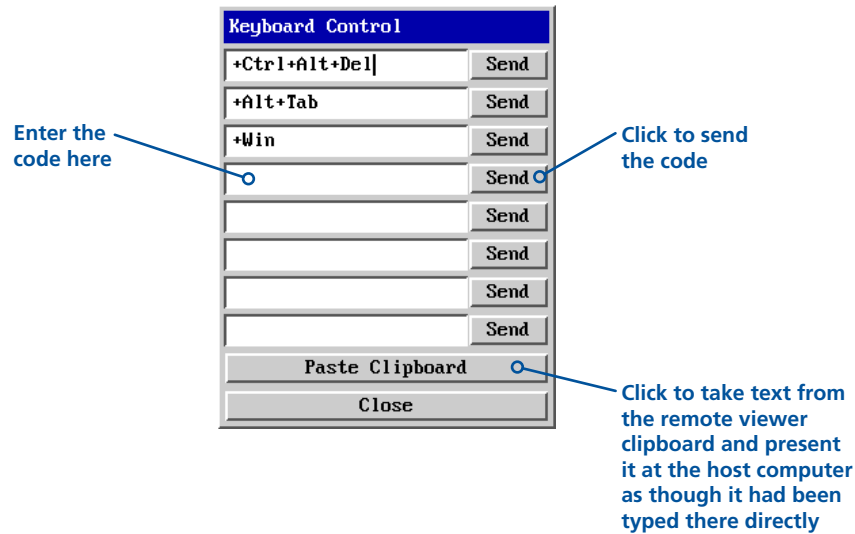 Keyboard Control
+Ctrl+Alt+Del Send
+Alt+Tab Send
+Win Send
Enter the
code here
Click to send
the code
Send
Send
Send
Send
Send
Paste Clipboard
Close
Click to take text from
the remote viewer
clipboard and present
it at the host computer
as though it had been
typed there directly